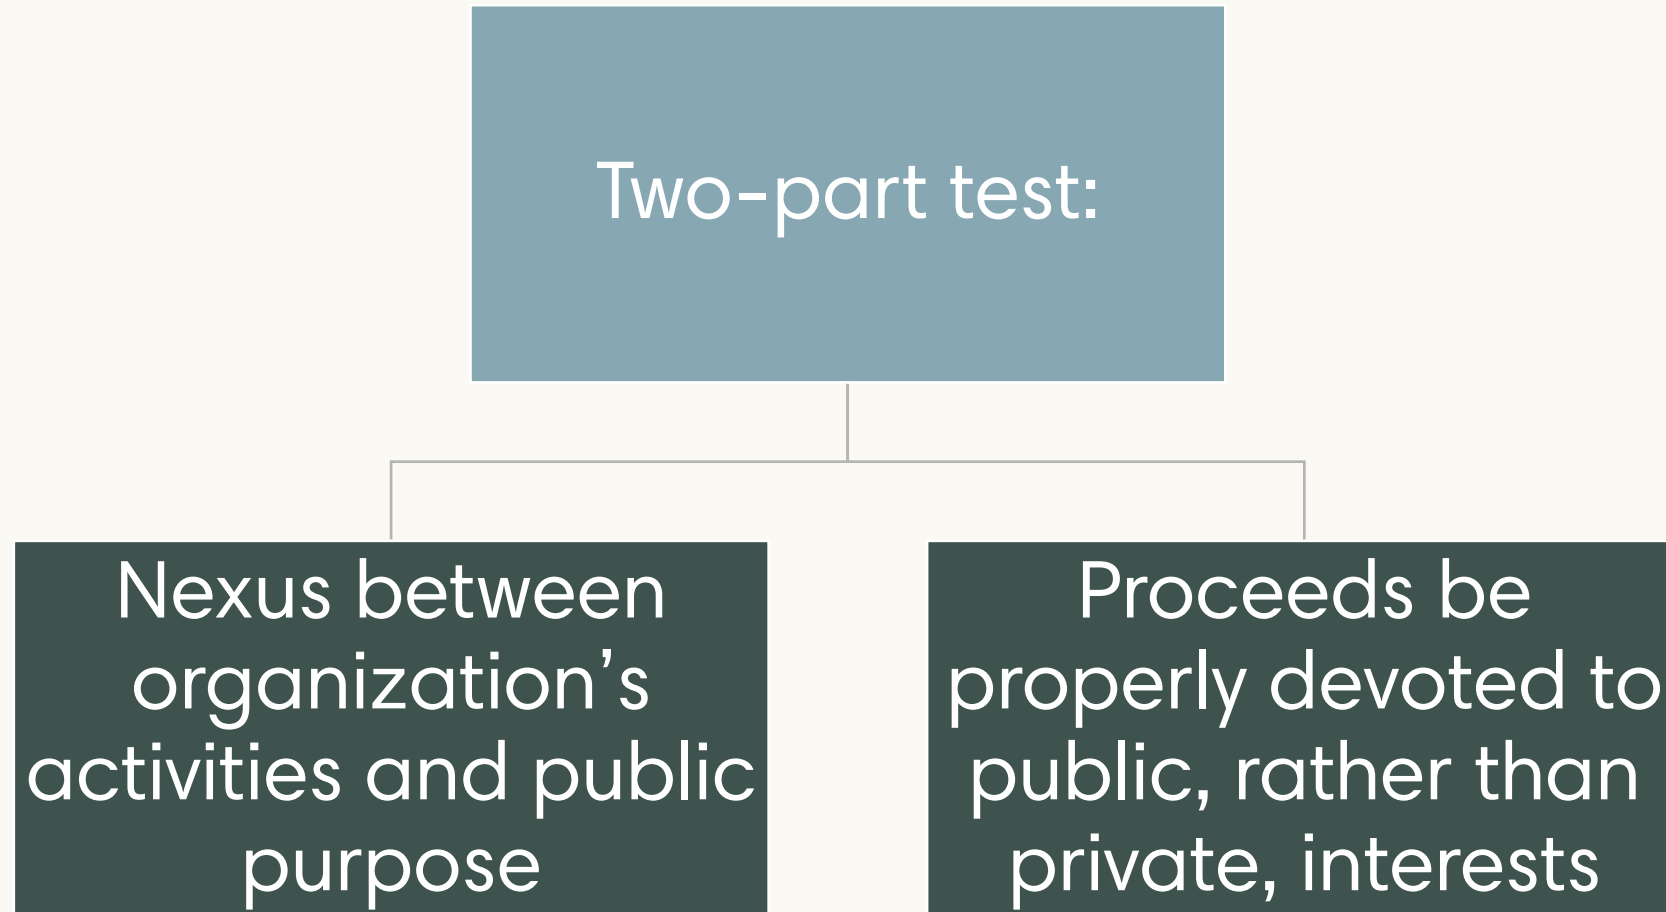 Two-part test:
Nexus between
organization’s
activities and public
purpose
Proceeds be
properly devoted to
public, rather than
private, interests